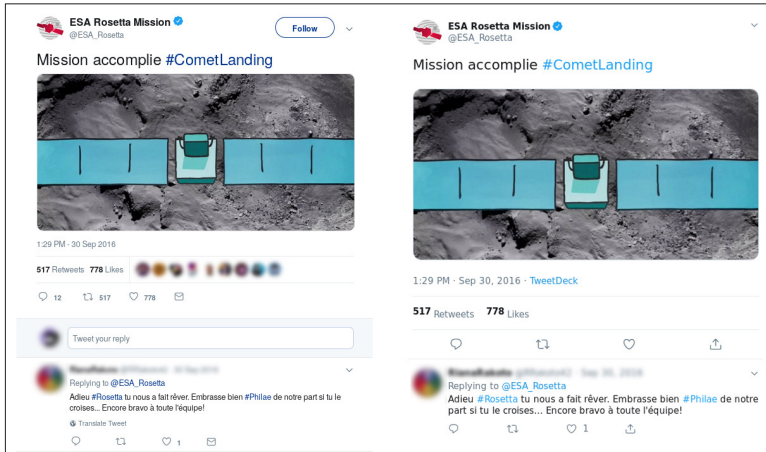 ESA Rosetta Mission
@ESA_Rosetta
Follow
Mission accomplie #CometLanding
1:29 PM - 30 Sep 2016
517 Retweets 778 Likes
12 517 778
Tweet your reply
Replying to @ESA_Rosetta
Adieu #Rosetta tu nous a fait rêver. Embrasse bien #Philae de notre part si tu le
croises... Encore bravo à toute l'équipe!
Translate Tweet
1
ESA Rosetta Mission
@ESA_Rosetta
Mission accomplie #CometLanding
1:29 PM · Sep 30, 2016 · TweetDeck
517 Retweets 778 Likes
Replying to @ESA_Rosetta
Adieu #Rosetta tu nous a fait rêver. Embrasse bien #Philae de notre
part si tu le croises... Encore bravo à toute l'équipe!
1